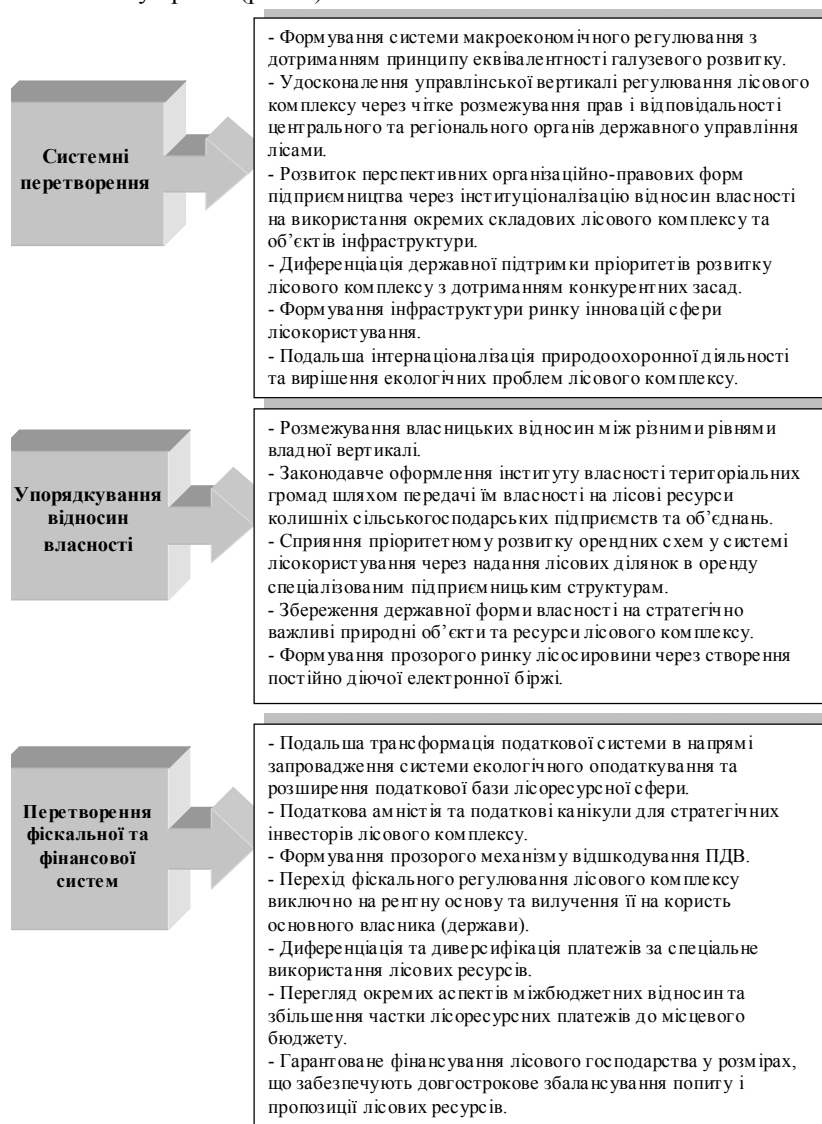 Системні
перетворення
- Формування системи макроекономічного регулювання з
дотриманням принципу еквівалентності галузевого розвитку.
- Удосконалення управлінської вертикалі регулювання лісового
комплексу через чітке розмежування прав і відповідальності
центрального та регіонального органів державного управління
лісами.
- Розвиток перспективних організаційно-правових форм
підприємництва через інституціоналізацію відносин власності
на використання окремих складових лісового комплексу та
об’єктів інфраструктури.
- Диференціація державної підтримки пріоритетів розвитку
лісового комплексу з дотриманням конкурентних засад.
- Формування інфраструктури ринку інновацій сфери
лісокористування.
- Подальша інтернаціоналізація природоохоронної діяльності
та вирішення екологічних проблем лісового комплексу.
Упорядкування
відносин
власності
- Розмежування власницьких відносин між різними рівнями
владної вертикалі.
- Законодавче оформлення інституту власності територіальних
громад шляхом передачі їм власності на лісові ресурси
колишніх сільськогосподарських підприємств та об’єднань.
- Сприяння пріоритетному розвитку орендних схем у системі
лісокористування через надання лісових ділянок в оренду
спеціалізованим підприємницьким структурам.
- Збереження державної форми власності на стратегічно
важливі природні об’єкти та ресурси лісового комплексу.
- Формування прозорого ринку лісосировини через створення
постійно діючої електронної біржі.
Перетворення
фіскальної та
фінансової
систем
- Подальша трансформація податкової системи в напрямі
запровадження системи екологічного оподаткування та
розширення податкової бази лісоресурсної сфери.
- Податкова амністія та податкові канікули для стратегічних
інвесторів лісового комплексу.
- Формування прозорого механізму відшкодування ПДВ.
- Перехід фіскального регулювання лісового комплексу
виключно на рентну основу та вилучення її на користь
основного власника (держави).
- Диференціація та диверсифікація платежів за спеціальне
використання лісових ресурсів.
- Перегляд окремих аспектів міжбюджетних відносин та
збільшення частки лісоресурсних платежів до місцевого
бюджету.
- Гарантоване фінансування лісового господарства у розмірах,
що забезпечують довгострокове збалансування попиту і
пропозиції лісових ресурсів.